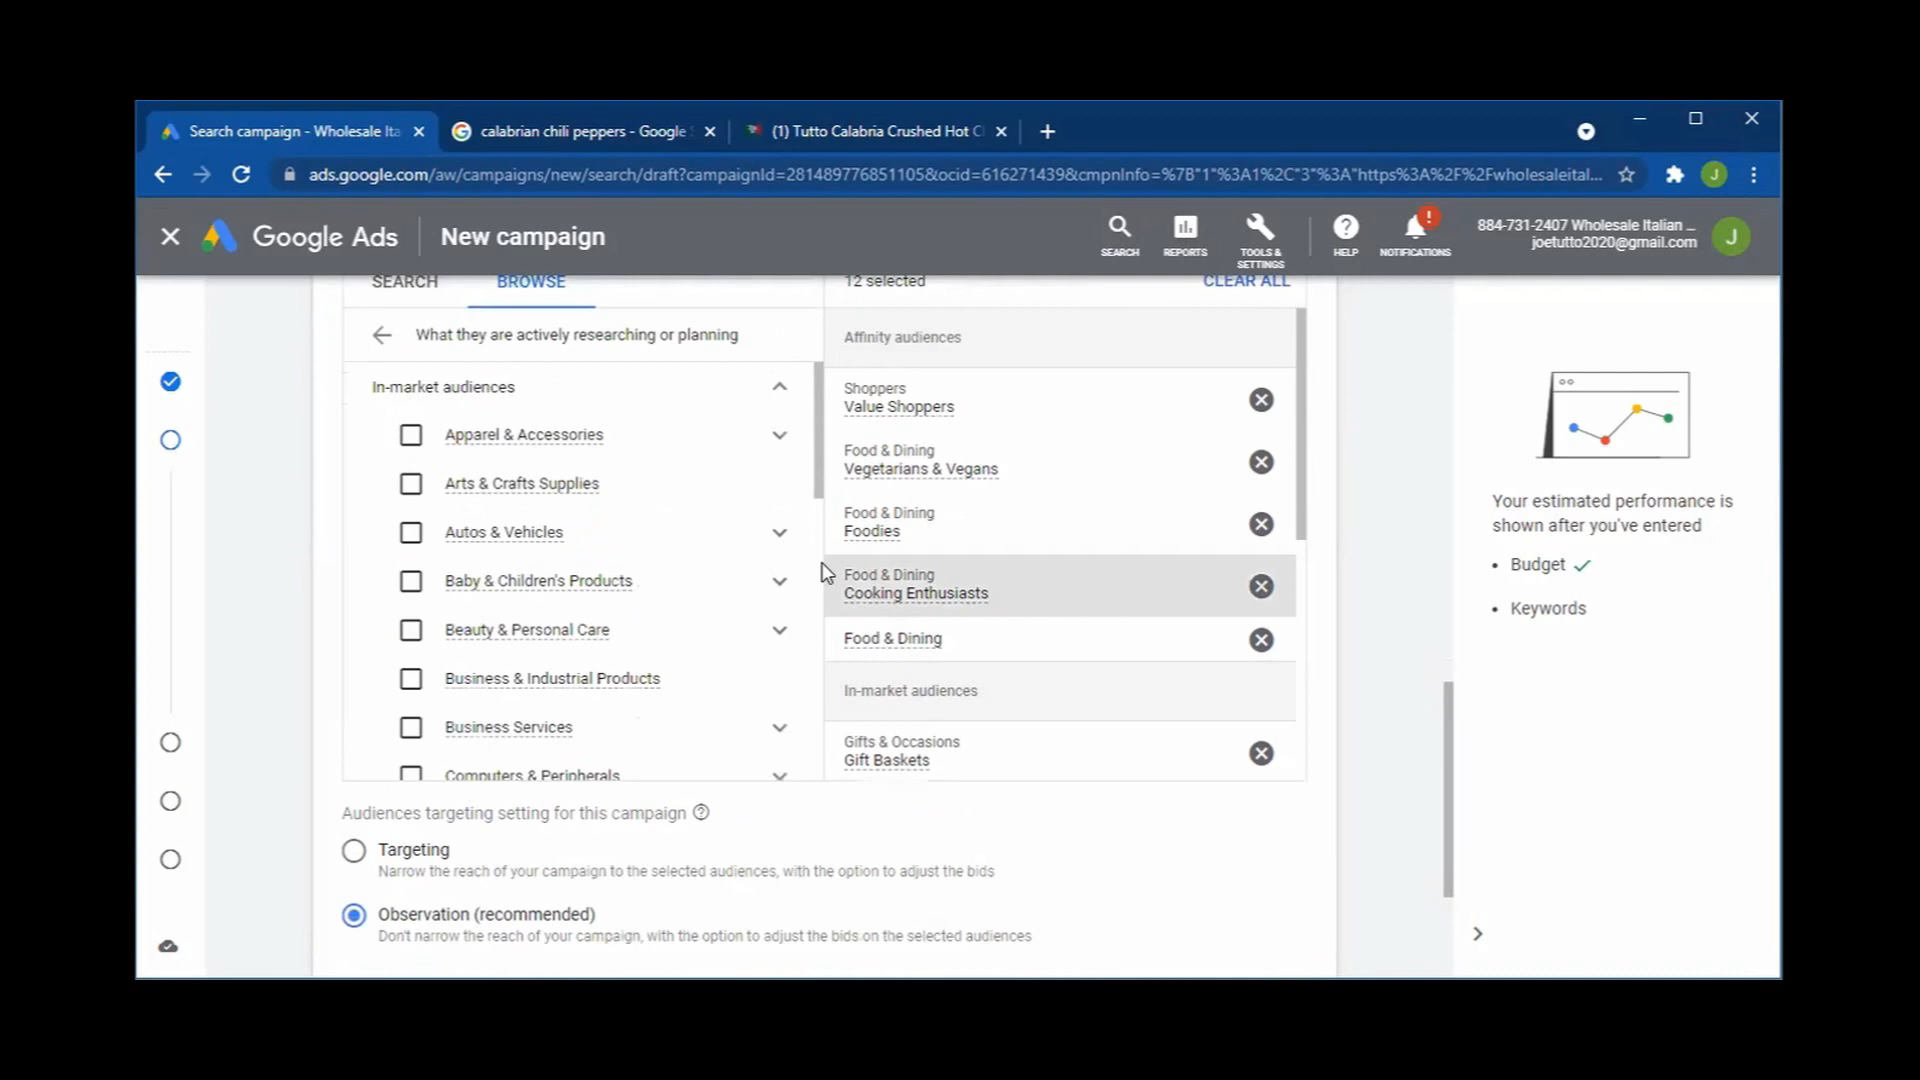 Search campaign - Wholesale Ita
calabrian chili peppers - Google S
(1) Tutto Calabria Crushed Hot C
ads.google.com/aw/campaigns/new/search/draft?campaignId=281489776851105&ocid=616271439&cmpnInfo=%7B"1"%3A1%2C"3"%3A"https%3A%2F%2Fwholesaleital...
J
Google Ads
New campaign
SEARCH
REPORTS
TOOLS &
SETTINGS
HELP
!
NOTIFICATIONS
884-731-2407 Wholesale Italian ...
joetutto2020@gmail.com
J
SEARCH
BROWSE
12 selected
CLEAR ALL
What they are actively researching or planning
In-market audiences
Apparel & Accessories
Arts & Crafts Supplies
Autos & Vehicles
Baby & Children's Products
Beauty & Personal Care
Business & Industrial Products
Business Services
Computers & Peripherals
Affinity audiences
Shoppers
Value Shoppers
Food & Dining
Vegetarians & Vegans
Food & Dining
Foodies
Food & Dining
Cooking Enthusiasts
Food & Dining
In-market audiences
Gifts & Occasions
Gift Baskets
Audiences targeting setting for this campaign
Targeting
Narrow the reach of your campaign to the selected audiences, with the option to adjust the bids
Observation (recommended)
Don't narrow the reach of your campaign, with the option to adjust the bids on the selected audiences
Your estimated performance is
shown after you've entered
• Budget
• Keywords